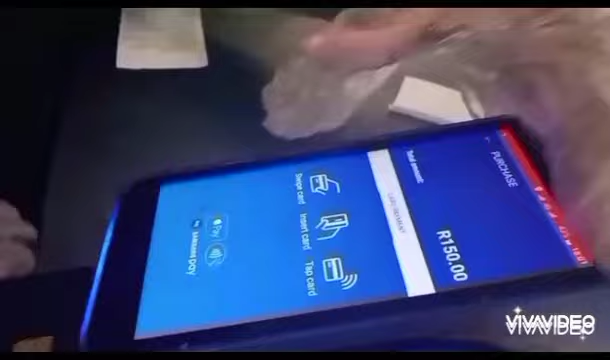 PURCHASE
Total amount:
R150.00
Swipe card
Insert card
Tap card
Pay
SAMSUNG pay
VIVAVIDEO